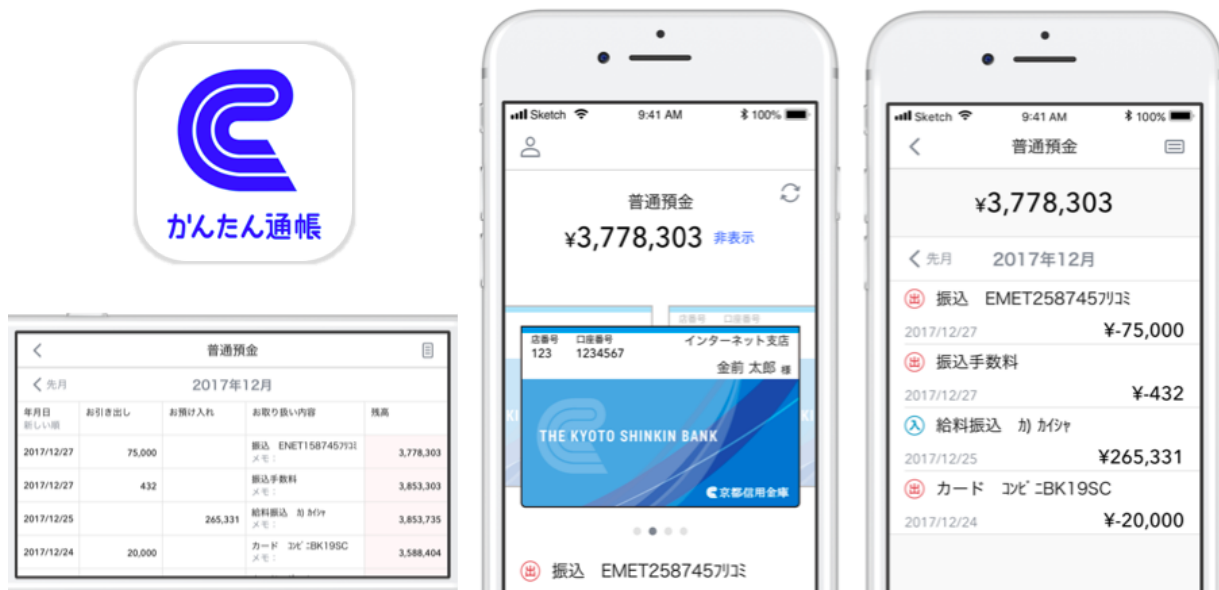 かんたん通帳
普通預金
先月
2017年12月
年月日 お引き出し お預け入れ お取り扱い内容 残高
新しい順
2017/12/27 75,000 振込 ENET1587457ﾌﾘｺﾐ 3,778,303
メモ：
2017/12/27 432 振込手数料 3,853,303
メモ：
2017/12/25 265,331 給料振込 ｶ) ｶｲｼｬ 3,853,735
メモ：
2017/12/24 20,000 カード ｺﾝﾋﾞﾆBK19SC 3,588,404
メモ：
Sketch 9:41 AM 100%
普通預金
¥3,778,303 非表示
店番号 口座番号
店番号 口座番号 インターネット支店
123 1234567
金前 太郎 様
THE KYOTO SHINKIN BANK
京都信用金庫
出 振込 EMET258745ﾌﾘｺﾐ
Sketch 9:41 AM 100%
普通預金
¥3,778,303
先月 2017年12月
出 振込 EMET258745ﾌﾘｺﾐ
2017/12/27 ¥-75,000
出 振込手数料
2017/12/27 ¥-432
入 給料振込 ｶ) ｶｲｼｬ
2017/12/25 ¥265,331
出 カード ｺﾝﾋﾞﾆBK19SC
2017/12/24 ¥-20,000